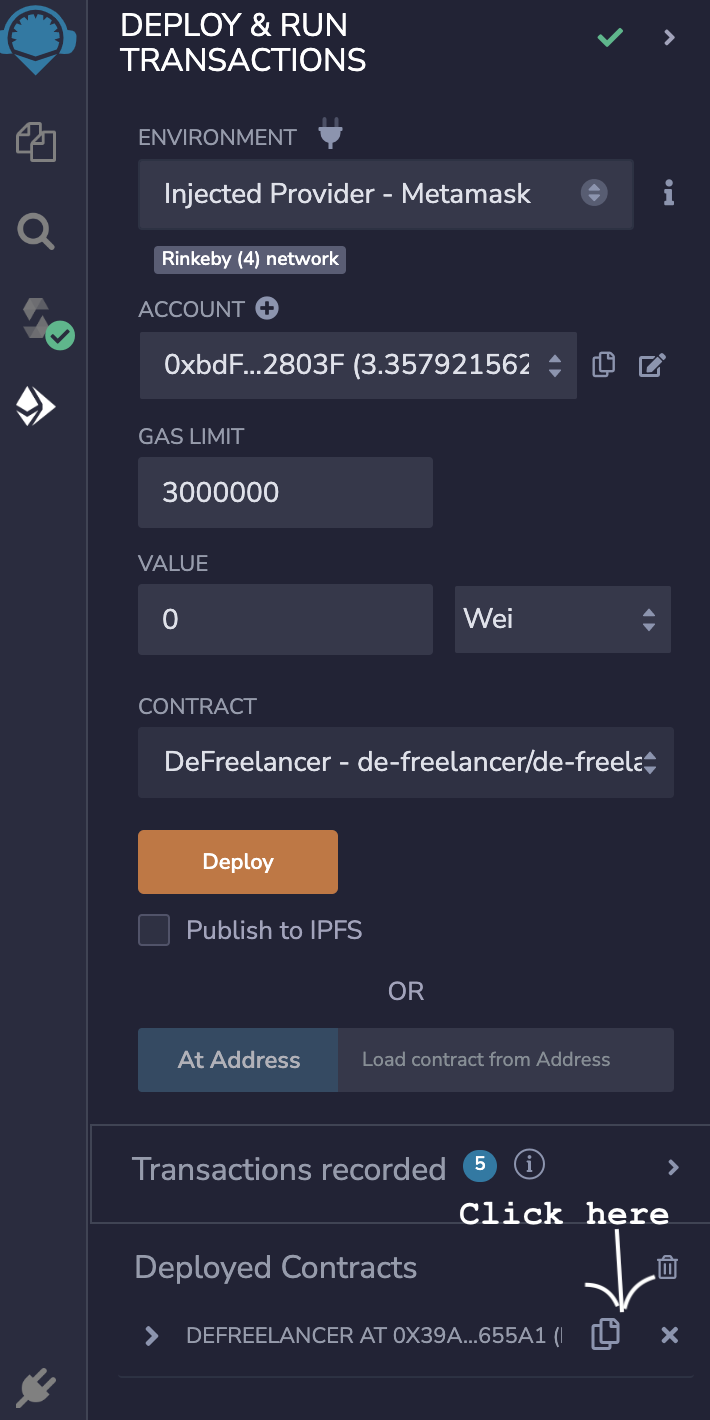 DEPLOY & RUN
TRANSACTIONS
ENVIRONMENT
Injected Provider - Metamask
Rinkeby (4) network
ACCOUNT
0xbdF...2803F (3.357921562
GAS LIMIT
3000000
VALUE
0 Wei
CONTRACT
DeFreelancer - de-freelancer/de-freela
Deploy
Publish to IPFS
OR
At Address Load contract from Address
Transactions recorded 5
Click here
Deployed Contracts
DEFREELANCER AT 0X39A...655A1 (